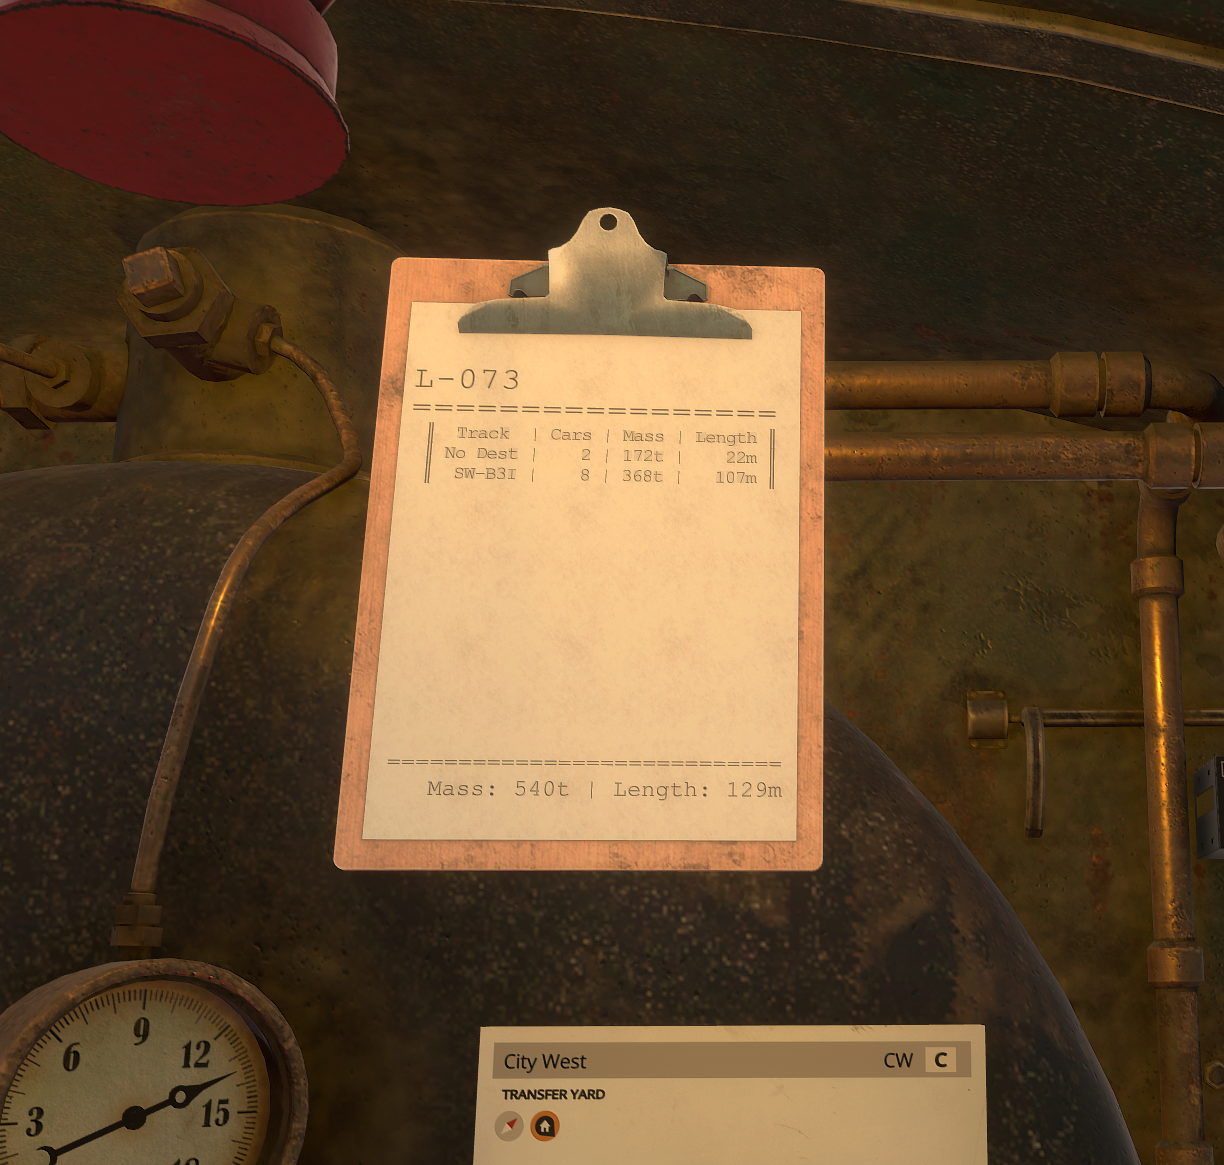 L-073
=========================
Track | Cars | Mass | Length
No Dest | 2 | 172t | 22m
SW-B3I | 8 | 368t | 107m
==============================
Mass: 540t | Length: 129m
City West CW C
TRANSFER YARD
3
6
9
12
15